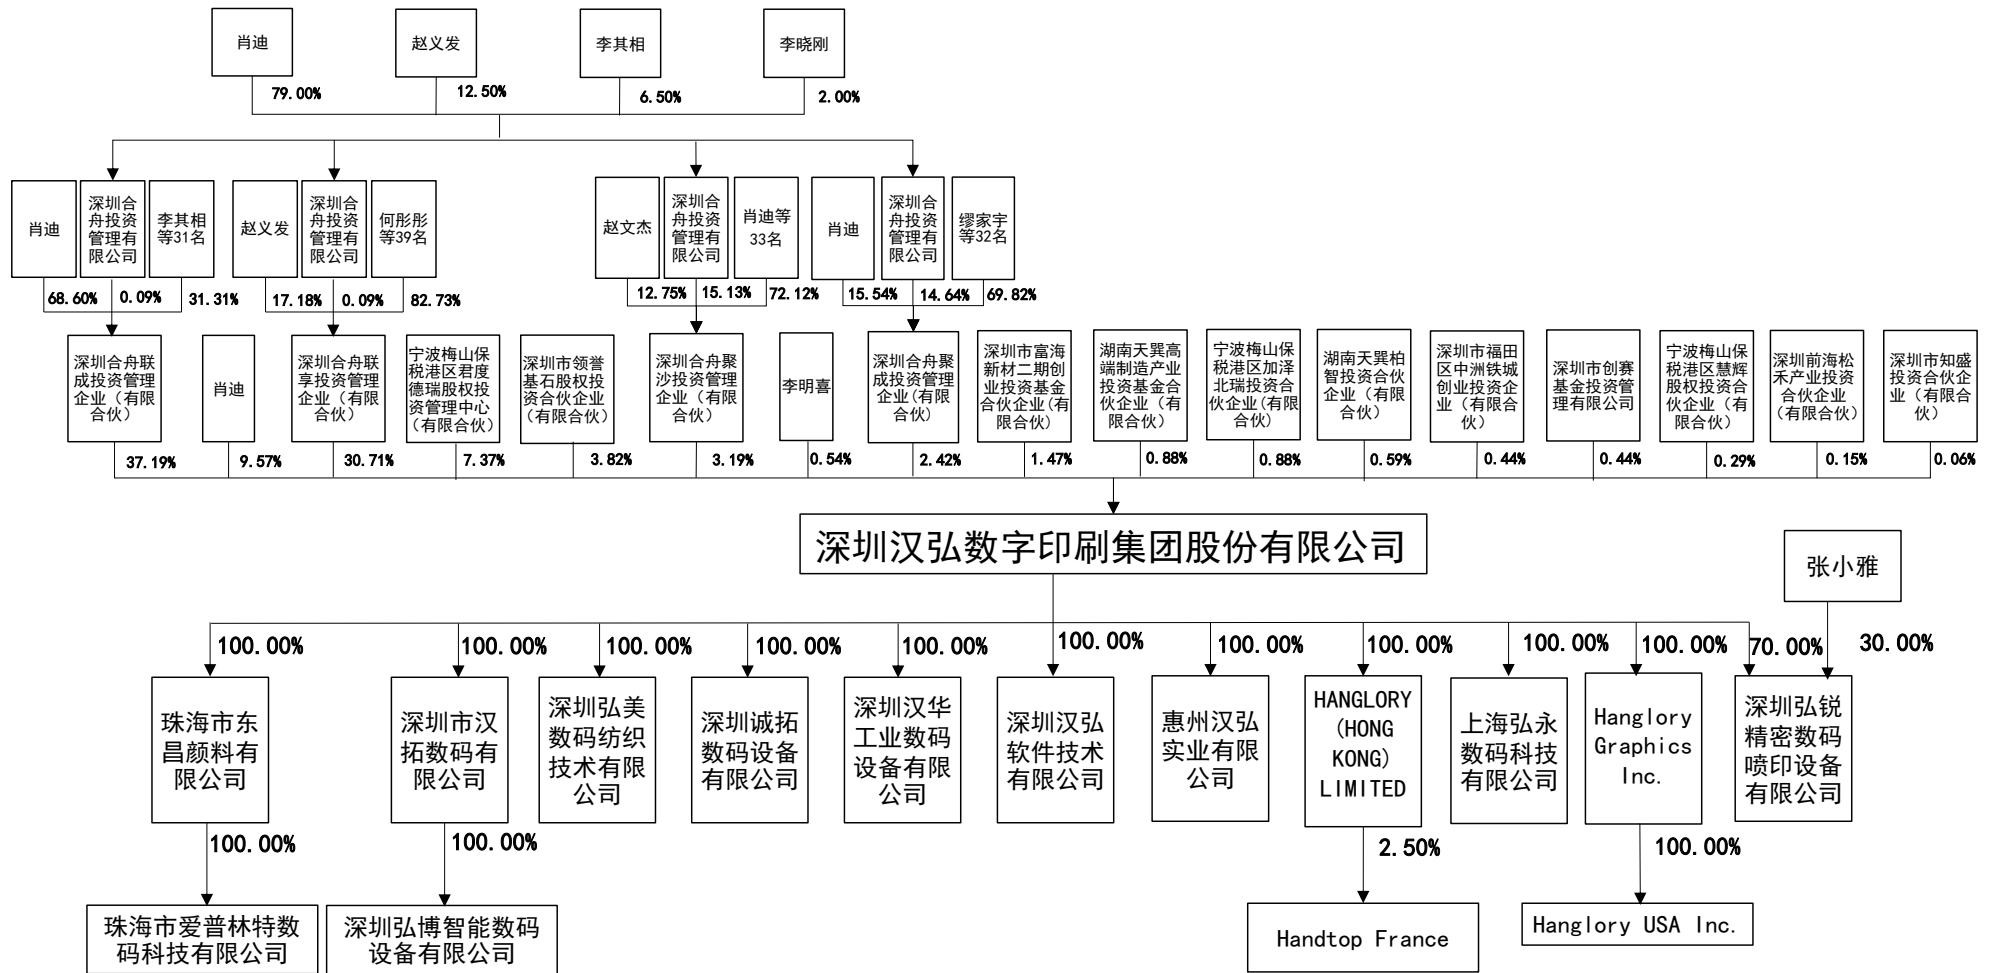 肖迪
赵义发
李其相
李晓刚
79.00%
12.50%
6.50%
2.00%
肖迪
深圳合
舟投资
管理有
限公司
李其相
等31名
赵义发
深圳合
舟投资
管理有
限公司
何彤彤
等39名
赵文杰
深圳合
舟投资
管理有
限公司
肖迪等
33名
肖迪
深圳合
舟投资
管理有
限公司
缪家宇
等32名
68.60%
0.09%
31.31%
17.18%
0.09%
82.73%
12.75%
15.13%
72.12%
15.54%
14.64%
69.82%
深圳合舟联
成投资管理
企业（有限
合伙）
肖迪
深圳合舟联
享投资管理
企业（有限
合伙）
宁波梅山保
税港区君度
德瑞股权投
资管理中心
（有限合伙）
深圳市领誉
基石股权投
资合伙企业
（有限合伙）
深圳合舟聚
沙投资管理
企业（有限
合伙）
李明喜
深圳合舟聚
成投资管理
企业(有限
合伙)
深圳市富海
新材二期创
业投资基金
合伙企业(有
限合伙)
湖南天巽高
端制造产业
投资基金合
伙企业（有
限合伙）
宁波梅山保
税港区加泽
北瑞投资合
伙企业(有限
合伙)
湖南天巽柏
智投资合伙
企业（有限
合伙）
深圳市福田
区中洲铁城
创业投资企
业（有限合
伙）
深圳市创赛
基金投资管
理有限公司
宁波梅山保
税港区慧辉
股权投资合
伙企业（有
限合伙）
深圳前海松
禾产业投资
合伙企业
（有限合伙）
深圳市知盛
投资合伙企
业（有限合
伙）
37.19%
9.57%
30.71%
7.37%
3.82%
3.19%
0.54%
2.42%
1.47%
0.88%
0.88%
0.59%
0.44%
0.44%
0.29%
0.15%
0.06%
深圳汉弘数字印刷集团股份有限公司
张小雅
100.00%
100.00%
100.00%
100.00%
100.00%
100.00%
100.00%
100.00%
100.00%
100.00%
70.00%
30.00%
珠海市东
昌颜料有
限公司
深圳市汉
拓数码有
限公司
深圳弘美
数码纺织
技术有限
公司
深圳诚拓
数码设备
有限公司
深圳汉华
工业数码
设备有限
公司
深圳汉弘
软件技术
有限公司
惠州汉弘
实业有限
公司
HANGLORY
(HONG
KONG)
LIMITED
上海弘永
数码科技
有限公司
Hanglory
Graphics
Inc.
深圳弘锐
精密数码
喷印设备
有限公司
100.00%
100.00%
2.50%
100.00%
珠海市爱普林特数
码科技有限公司
深圳弘博智能数码
设备有限公司
Handtop France
Hanglory USA Inc.